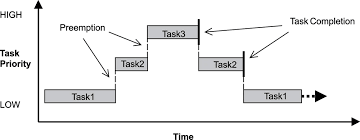 HIGH
Preemption
Task3
Task Completion
Task
Priority
Task2
Task2
LOW
Task1
Task1
Time